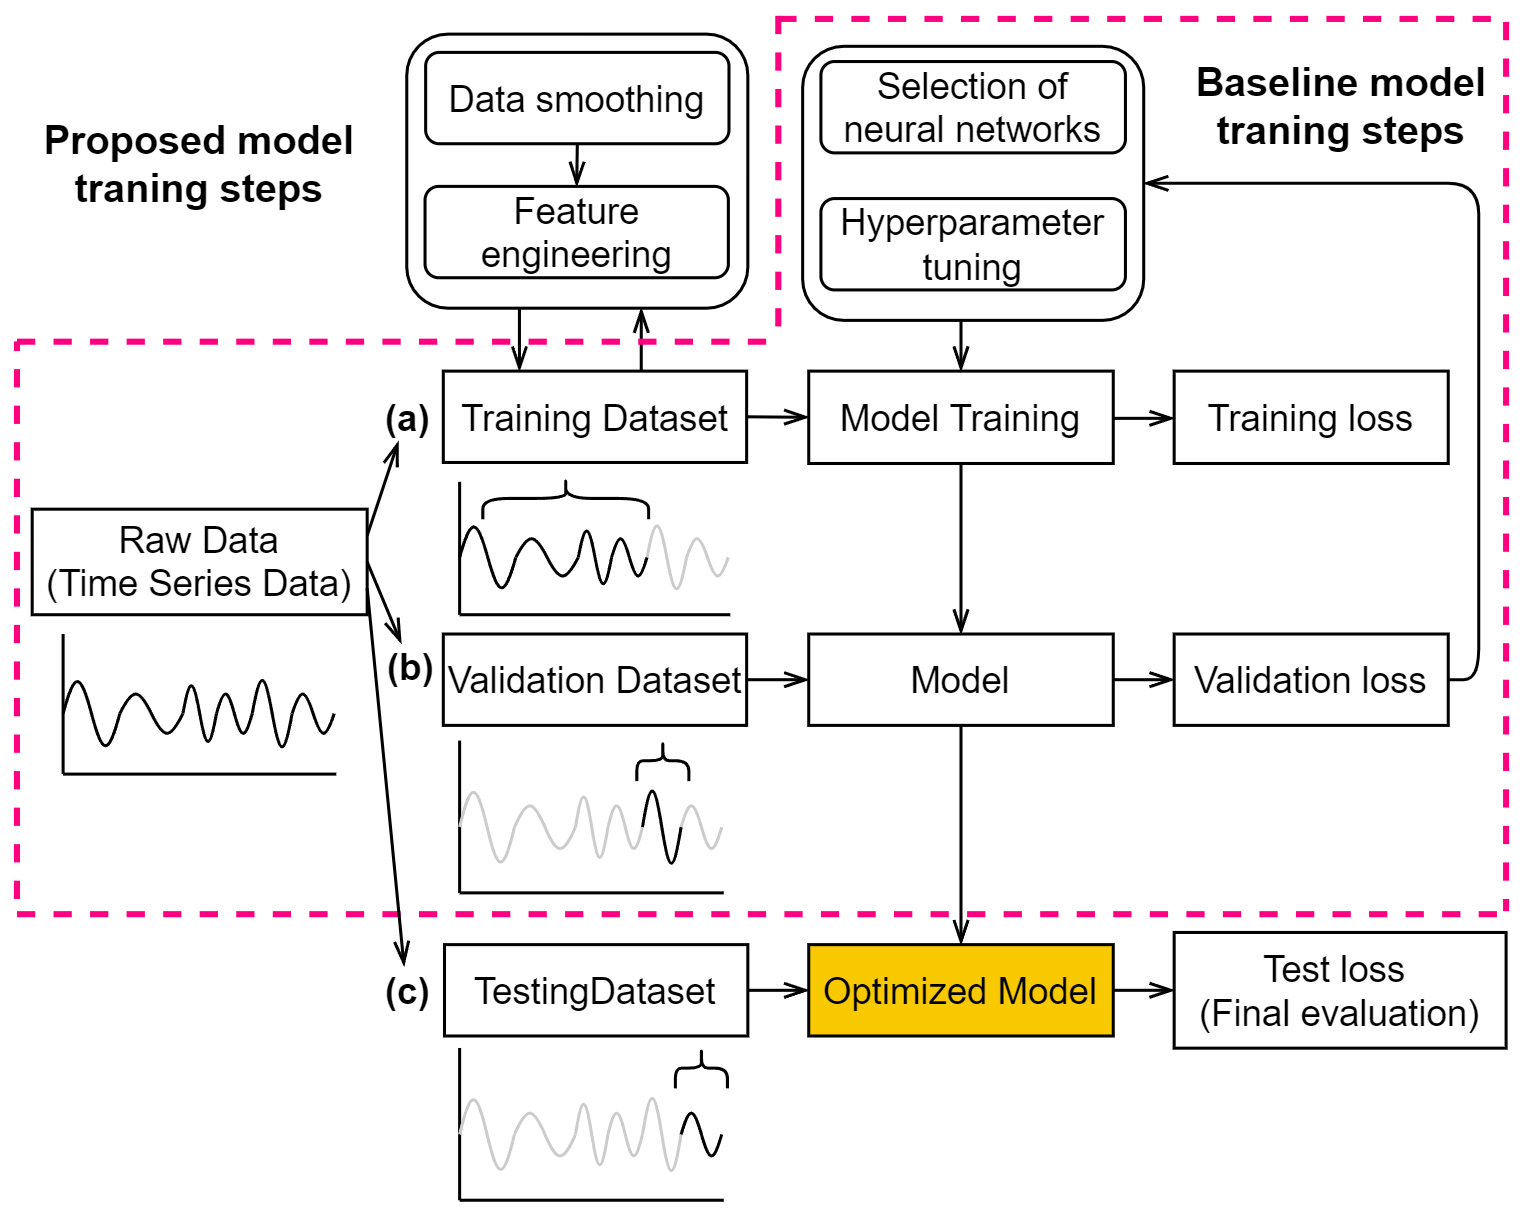 Proposed model
traning steps
Data smoothing
Feature
engineering
Selection of
neural networks
Hyperparameter
tuning
Baseline model
traning steps
(a)
Training Dataset
Model Training
Training loss
Raw Data
(Time Series Data)
(b)
Validation Dataset
Model
Validation loss
(c)
TestingDataset
Optimized Model
Test loss
(Final evaluation)